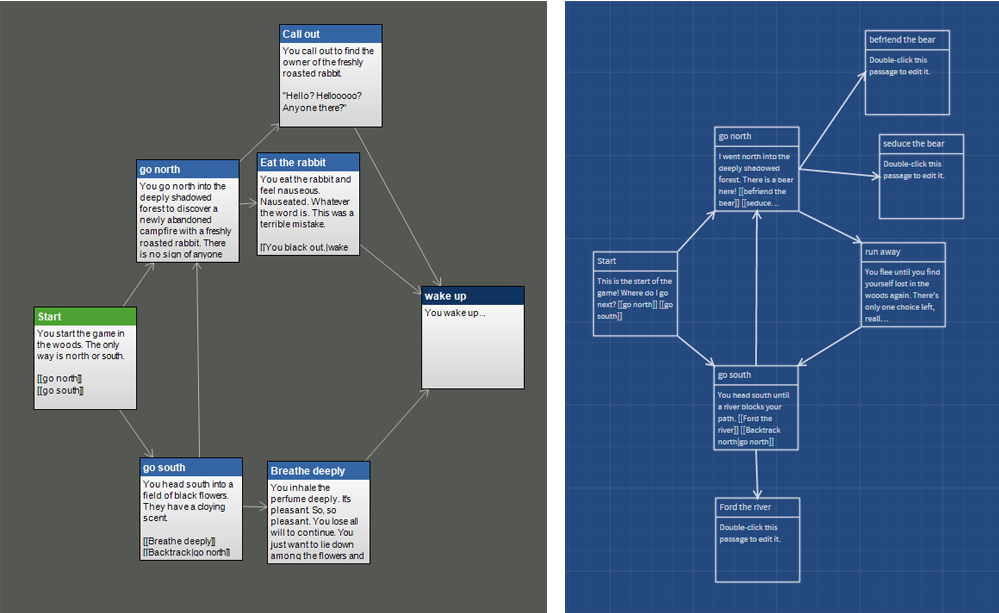 Call out
You call out to find the
owner of the freshly
roasted rabbit.
"Hello? Hellooooo?
Anyone there?"
go north
You go north into the
deeply shadowed
forest to discover a
newly abandoned
campfire with a freshly
roasted rabbit. There
is no sign of anyone
Eat the rabbit
You eat the rabbit and
feel nauseous.
Nauseated. Whatever
the word is. This was a
terrible mistake.
[[You black out.|wake
wake up
You wake up...
Start
You start the game in
the woods. The only
way is north or south.
[[go north]]
[[go south]]
go south
You head south into a
field of black flowers.
They have a cloying
scent.
[[Breathe deeply]]
[[Backtrack|go north]]
Breathe deeply
You inhale the
perfume deeply. It's
pleasant. So, so
pleasant. You lose all
will to continue. You
just want to lie down
among the flowers and
befriend the bear
Double-click this
passage to edit it.
go north
I went north into the
deeply shadowed
forest. There is a bear
here! [[befriend the
bear]] [[seduce...
seduce the bear
Double-click this
passage to edit it.
Start
This is the start of the
game! Where do I go
next? [[go north]] [[go
south]]
run away
You flee until you find
yourself lost in the
woods again. There's
only one choice left,
reall...
go south
You head south until
a river blocks your
path. [[Ford the
river]] [[Backtrack
north|go north]]
Ford the river
Double-click this
passage to edit it.